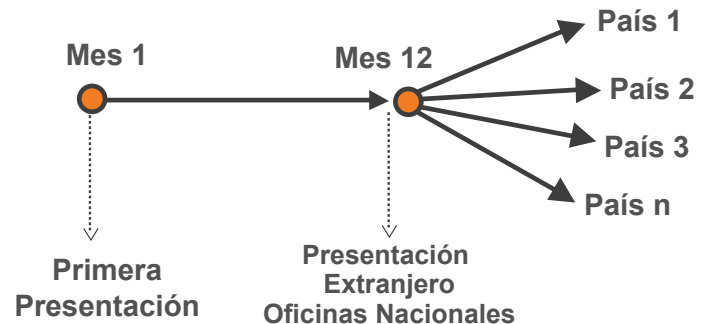 Mes 1
Mes 12
País 1
País 2
País 3
País n
Primera
Presentación
Presentación
Extranjero
Oficinas Nacionales